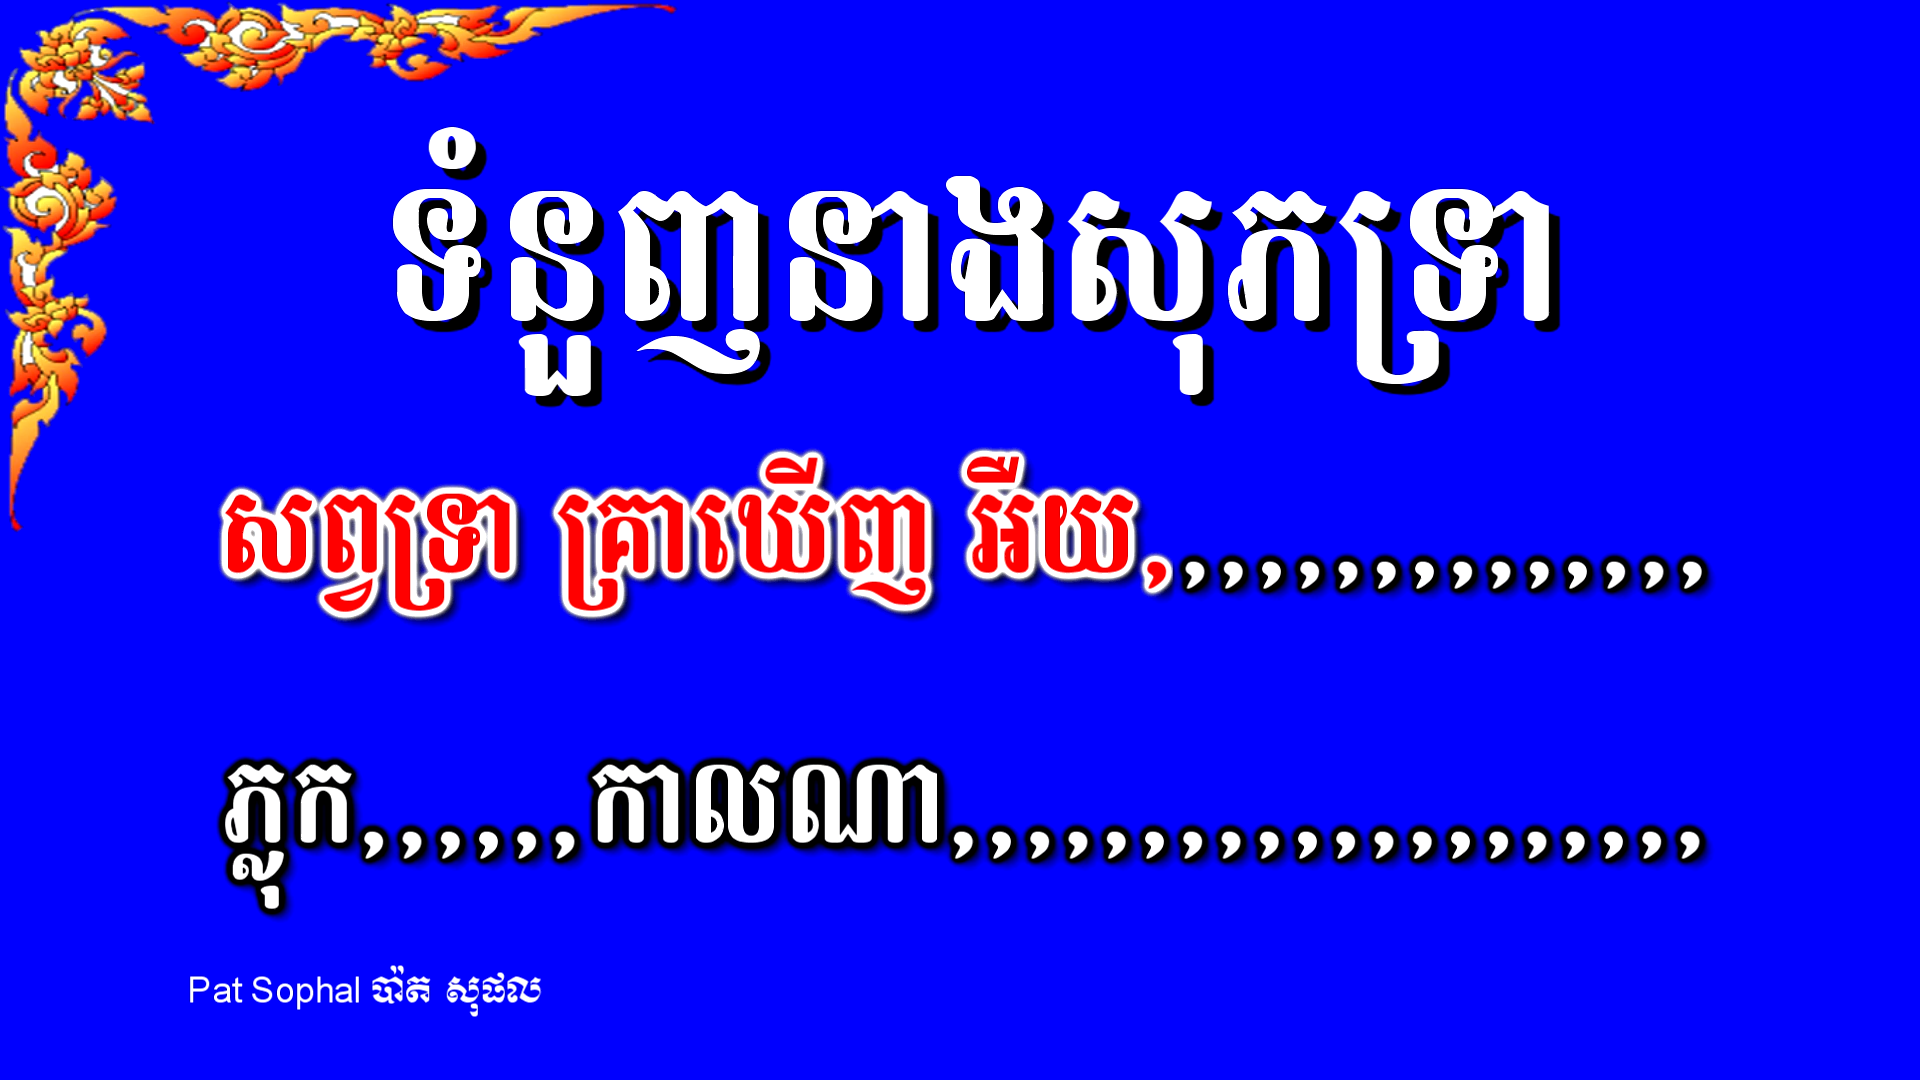 ទំនួញនាងសុភទ្រា
សព្វទ្រា គ្រាឃើញ អឺយ,,,,,,,,,,,,,,,
ភ្លុក,,,,,,កាលណា,,,,,,,,,,,,,,,,,,,,
Pat Sophal ប៉ាត សុផល